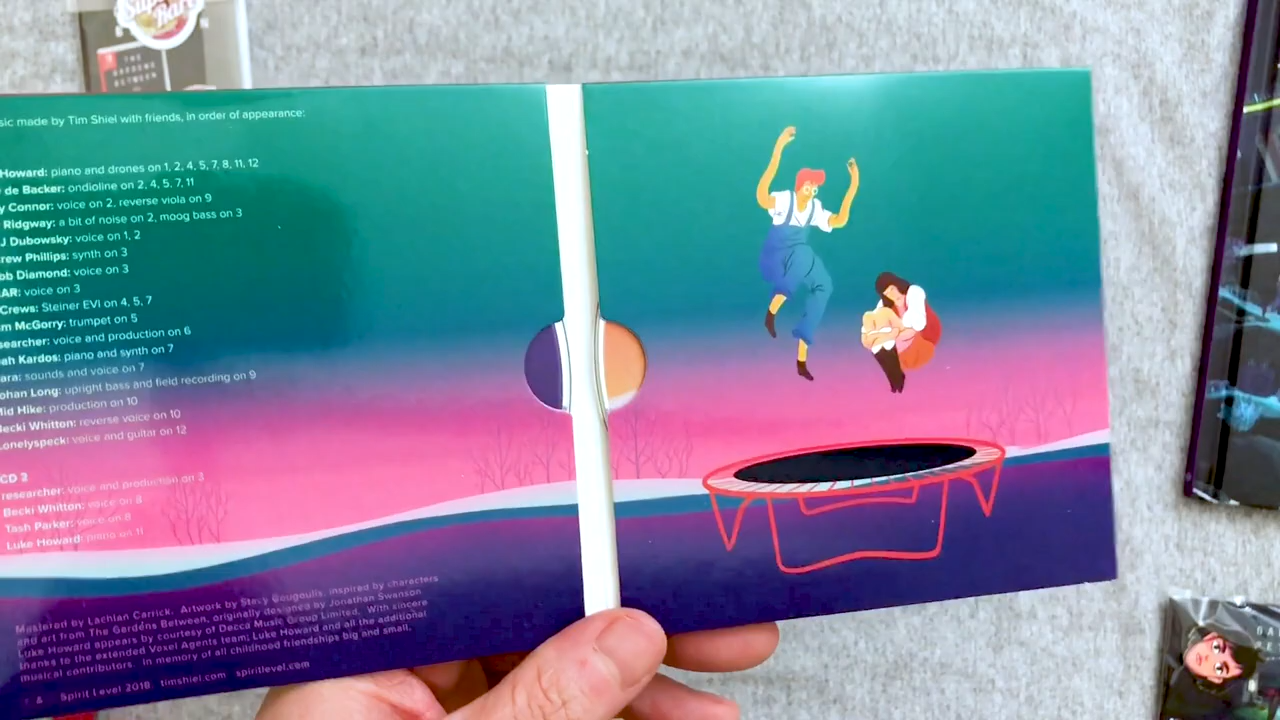 Super Rare
THE
GARDENS
BETWEEN
sic made by Tim Shiel with friends, in order of appearance:
Howard: piano and drones on 1, 2, 4, 5, 7, 8, 11, 12
de Backer: ondioline on 2, 4, 5, 7, 11
y Connor: voice on 2, reverse viola on 9
Ridgway: a bit of noise on 2, moog bass on 3
J Dubowsky: voice on 1, 2
rew Phillips: synth on 3
ob Diamond: voice on 3
AR: voice on 3
Crews: Steiner EVI on 4, 5, 7
m McGorry: trumpet on 5
searcher: voice and production on 6
ah Kardos: piano and synth on 7
ara: sounds and voice on 7
ohan Long: upright bass and field recording on 9
Mid Hike: production on 10
Becki Whitton: reverse voice on 10
Lonelyspeck: voice and guitar on 12
CD 2
researcher: voice and production on 3
Becki Whitton: voice on 8
Tash Parker: voice on 8
Luke Howard: piano on 11
Mastered by Lachlan Carrick. Artwork by Stacy Gougoulis, inspired by characters
and art from The Gardens Between, originally designed by Jonathan Swanson
Luke Howard appears by courtesy of Decca Music Group Limited. With sincere
thanks to the extended Voxel Agents team; Luke Howard and all the additional
musical contributors. In memory of all childhood friendships big and small.
& Spirit Level 2018 timshiel.com spiritlevel.com